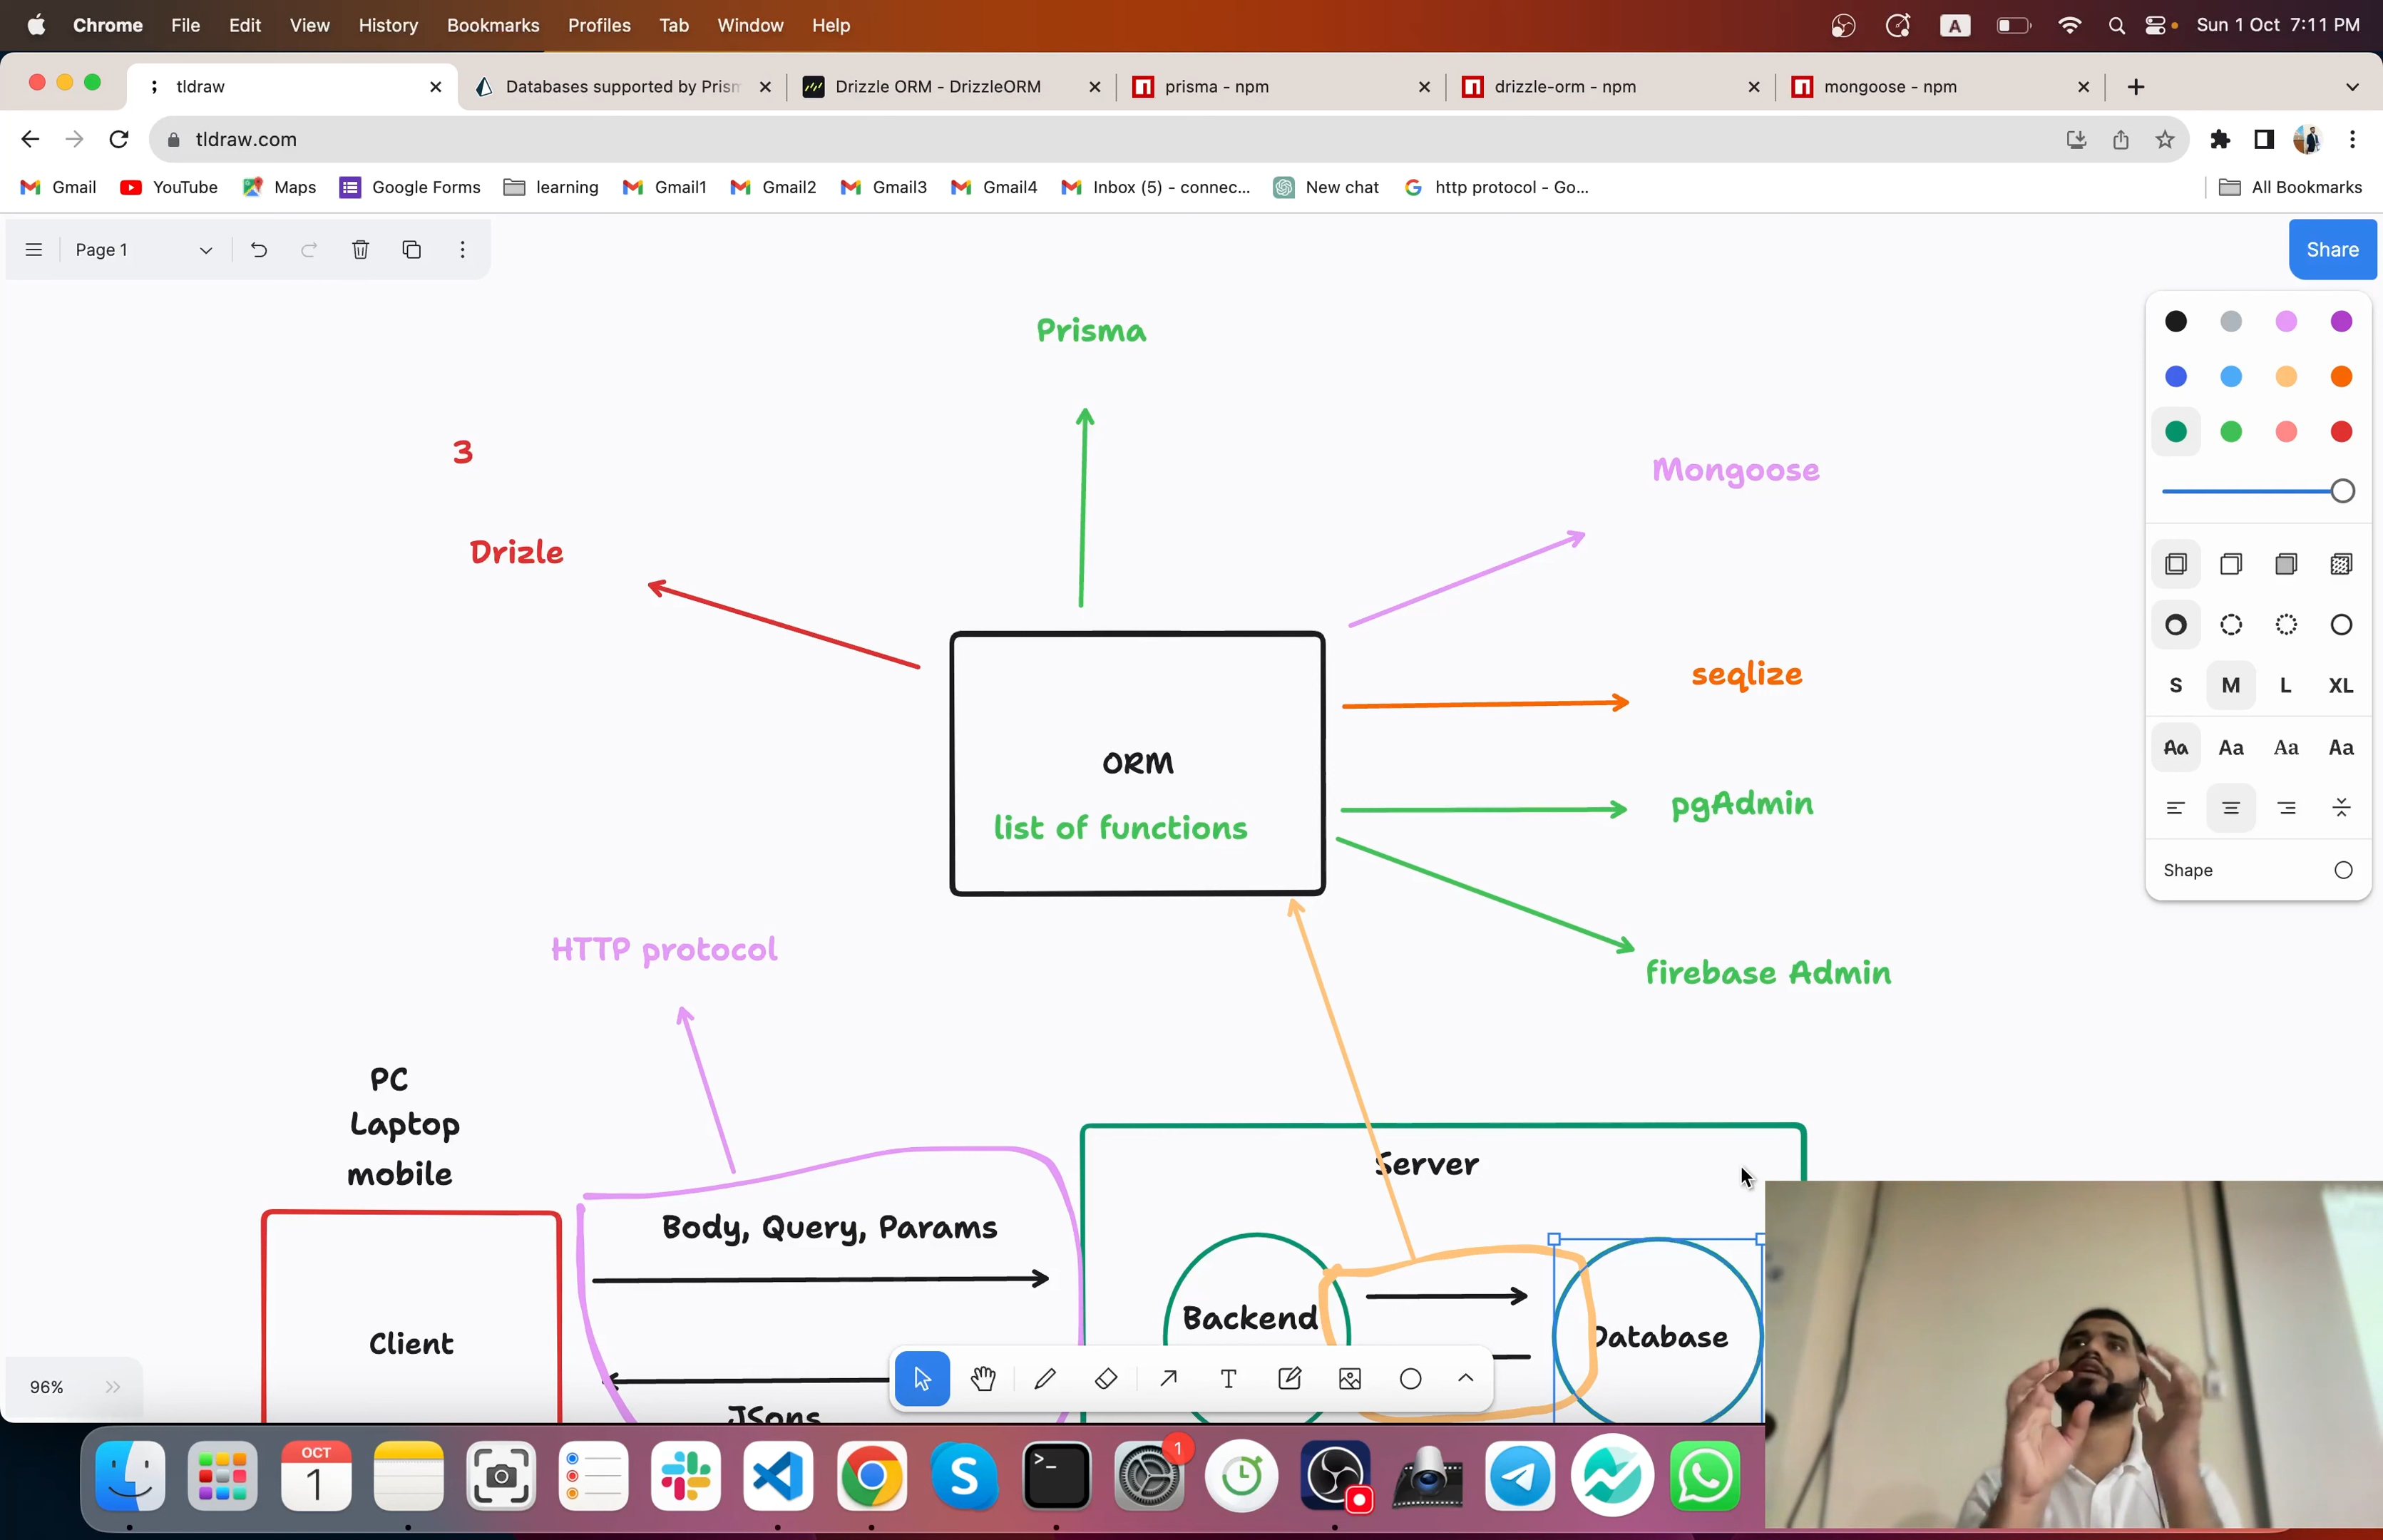 Chrome File Edit View History Bookmarks Profiles Tab Window Help A Sun 1 Oct 7:11 PM
tldraw Databases supported by Prism Drizzle ORM - DrizzleORM prisma - npm drizzle-orm - npm mongoose - npm
tldraw.com
Gmail YouTube Maps Google Forms learning Gmail1 Gmail2 Gmail3 Gmail4 Inbox (5) - connec... New chat http protocol - Go... All Bookmarks
Page 1 Share
Prisma
3
Mongoose
Drizle
seqlize
ORM
pgAdmin
list of functions
firebase Admin
HTTP protocol
PC
Laptop
mobile
Server
Body, Query, Params
Backend
Database
Client
JSons
S M L XL
Aa Aa Aa Aa
Shape
96%
T
OCT
1
S
>_
1